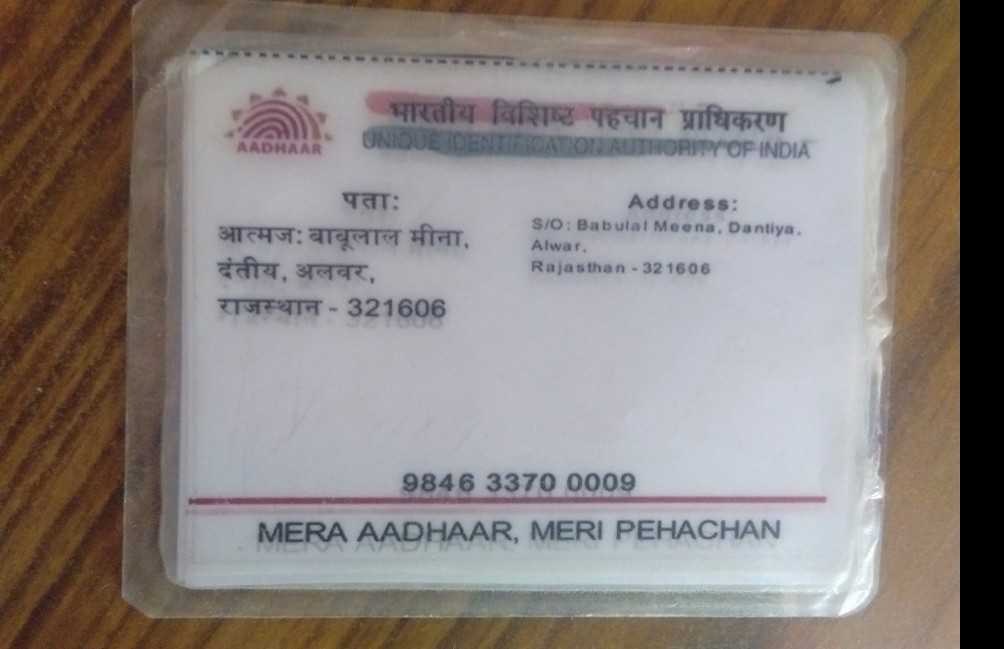 भारतीय विशिष्ट पहचान प्राधिकरण
UNIQUE IDENTIFICATION AUTHORITY OF INDIA
AADHAAR
पता:
आत्मज: बाबूलाल मीना,
दंतीय, अलवर,
राजस्थान - 321606
Address:
S/O: Babulal Meena, Dantiya,
Alwar,
Rajasthan - 321606
9846 3370 0009
MERA AADHAAR, MERI PEHACHAN